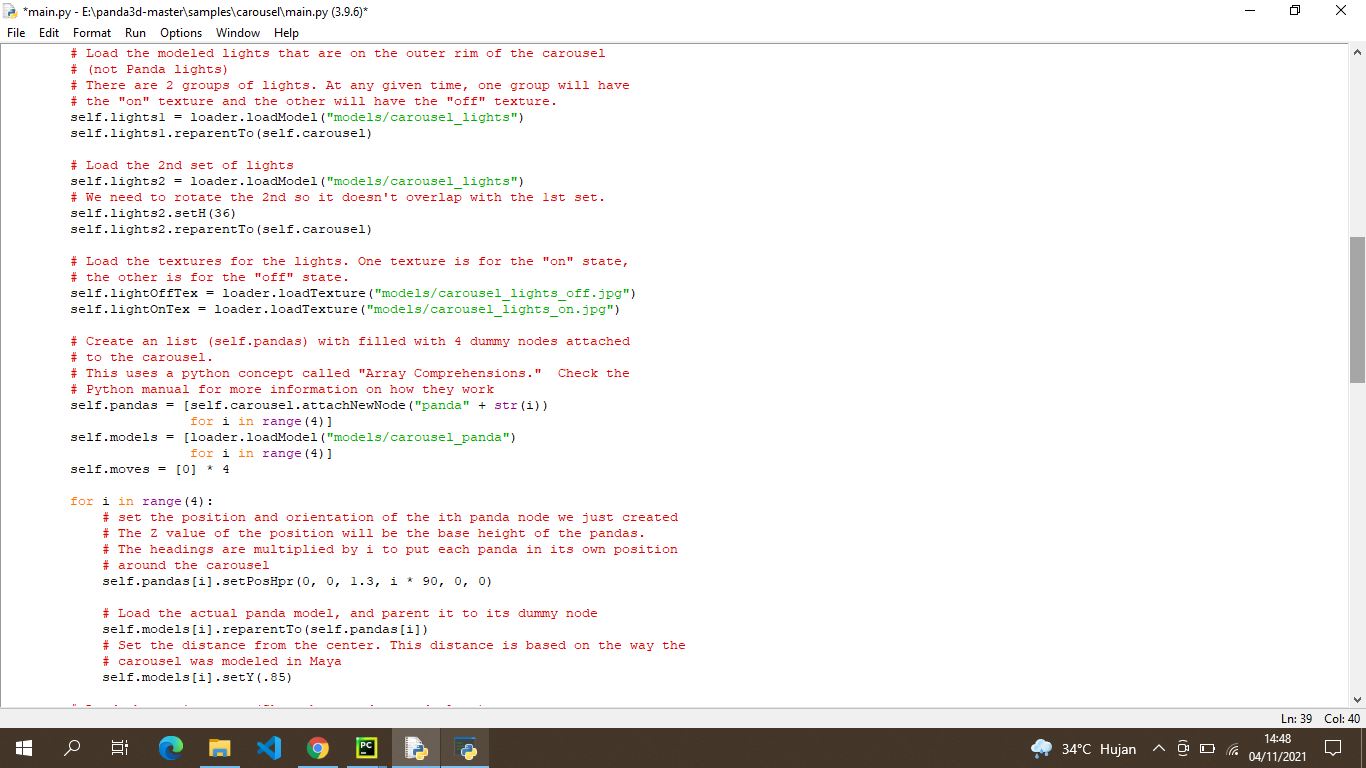 *main.py - E:\panda3d-master\samples\carousel\main.py (3.9.6)*
File Edit Format Run Options Window Help
# Load the modeled lights that are on the outer rim of the carousel
# (not Panda lights)
# There are 2 groups of lights. At any given time, one group will have
# the "on" texture and the other will have the "off" texture.
self.lights1 = loader.loadModel("models/carousel_lights")
self.lights1.reparentTo(self.carousel)
# Load the 2nd set of lights
self.lights2 = loader.loadModel("models/carousel_lights")
# We need to rotate the 2nd so it doesn't overlap with the 1st set.
self.lights2.setH(36)
self.lights2.reparentTo(self.carousel)
# Load the textures for the lights. One texture is for the "on" state,
# the other is for the "off" state.
self.lightOffTex = loader.loadTexture("models/carousel_lights_off.jpg")
self.lightOnTex = loader.loadTexture("models/carousel_lights_on.jpg")
# Create an list (self.pandas) with filled with 4 dummy nodes attached
# to the carousel.
# This uses a python concept called "Array Comprehensions."  Check the
# Python manual for more information on how they work
self.pandas = [self.carousel.attachNewNode("panda" + str(i))
for i in range(4)]
self.models = [loader.loadModel("models/carousel_panda")
for i in range(4)]
self.moves = [0] * 4
for i in range(4):
# set the position and orientation of the ith panda node we just created
# The Z value of the position will be the base height of the pandas.
# The headings are multiplied by i to put each panda in its own position
# around the carousel
self.pandas[i].setPosHpr(0, 0, 1.3, i * 90, 0, 0)
# Load the actual panda model, and parent it to its dummy node
self.models[i].reparentTo(self.pandas[i])
# Set the distance from the center. This distance is based on the way the
# carousel was modeled in Maya
self.models[i].setY(.85)
Ln: 39 Col: 40
PC
34°C Hujan
14:48
04/11/2021